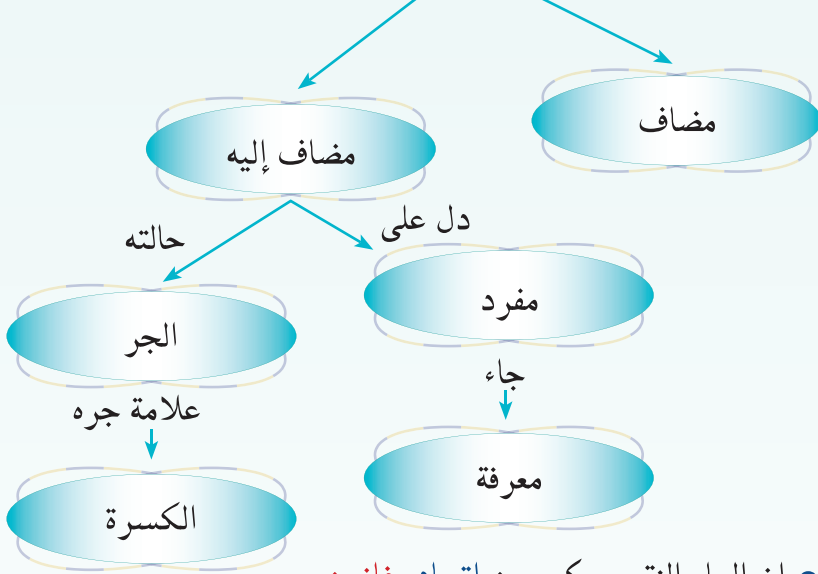 مضاف
مضاف إليه
دل على
حالته
مفرد
الجر
جاء
علامة جره
معرفة
الكسرة